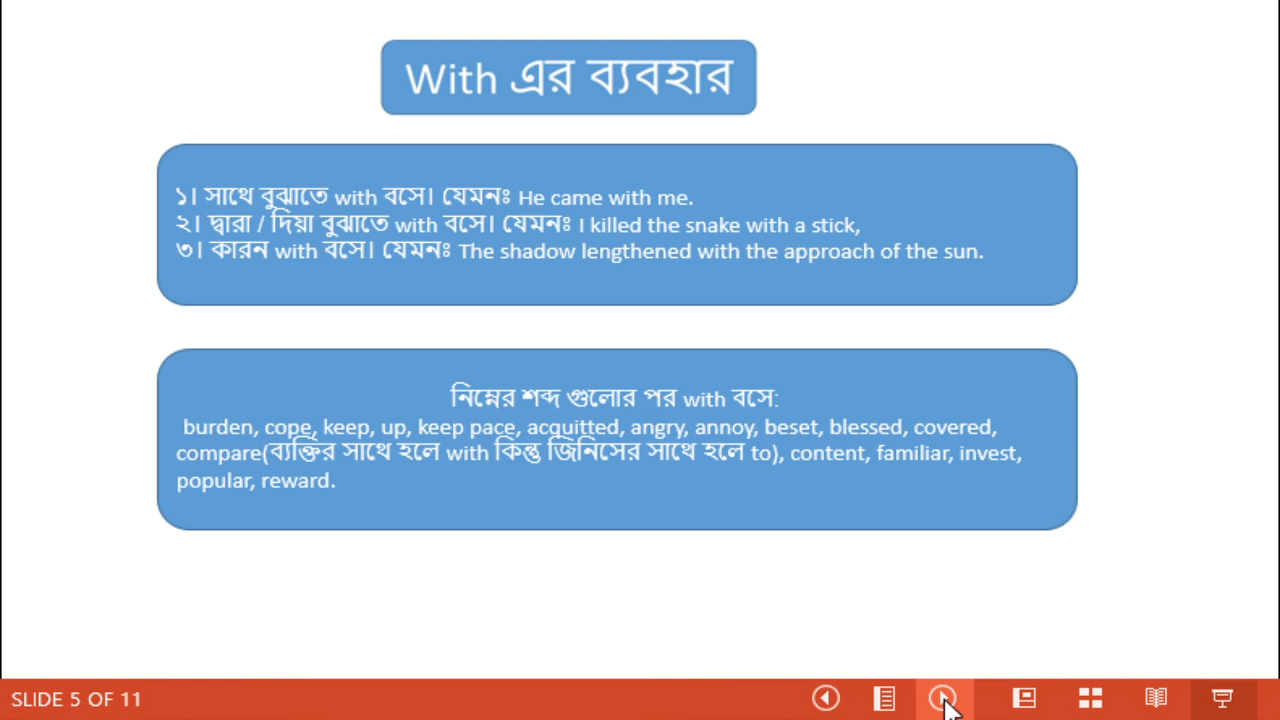 With এর ব্যবহার
১। সাথে বুঝাতে with বসে। যেমনঃ He came with me.
২। দ্বারা / দিয়া বুঝাতে with বসে। যেমনঃ I killed the snake with a stick,
৩। কারন with বসে। যেমনঃ The shadow lengthened with the approach of the sun.
নিম্নের শব্দ গুলোর পর with বসে:
burden, cope, keep, up, keep pace, acquitted, angry, annoy, beset, blessed, covered,
compare(ব্যক্তির সাথে হলে with কিন্তু জিনিসের সাথে হলে to), content, familiar, invest,
popular, reward.
SLIDE 5 OF 11